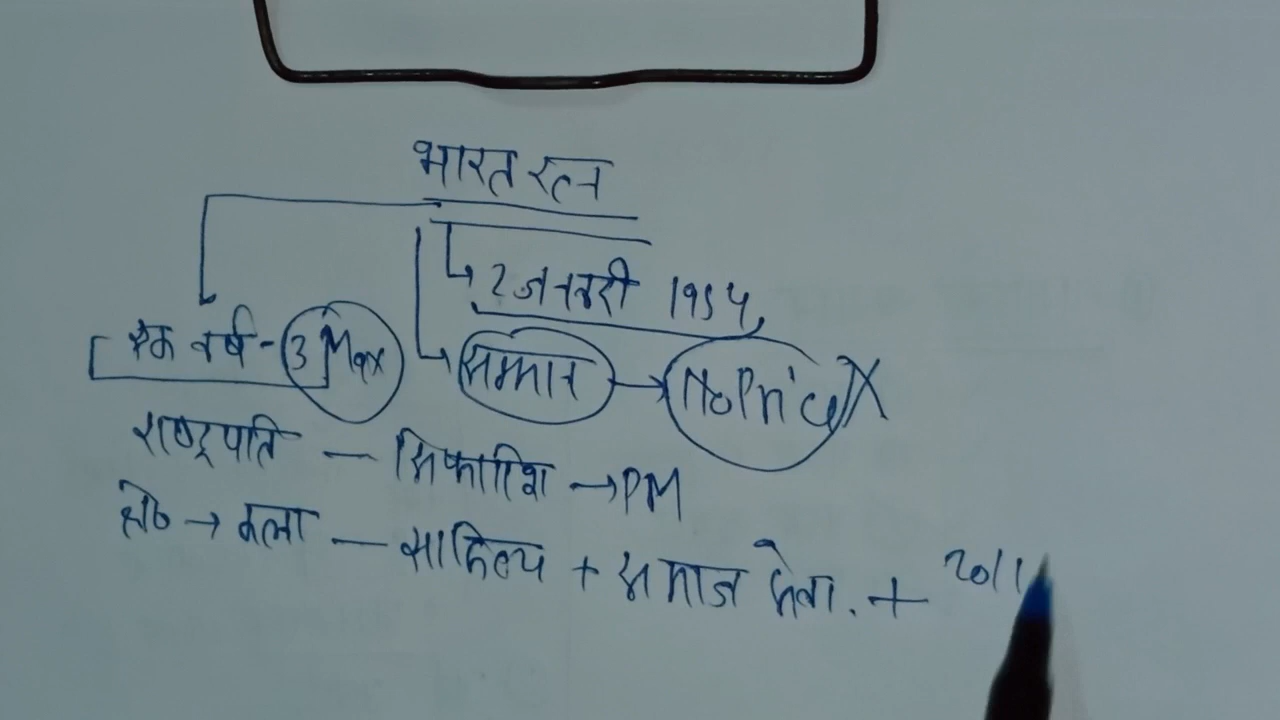 भारत रत्न
2 जनवरी 1954
एक वर्ष - 3 Max
सम्मान → No Price X
राष्ट्रपति — सिफारिश → PM
क्षेत्र → कला — साहित्य + समाज सेवा. + 2011